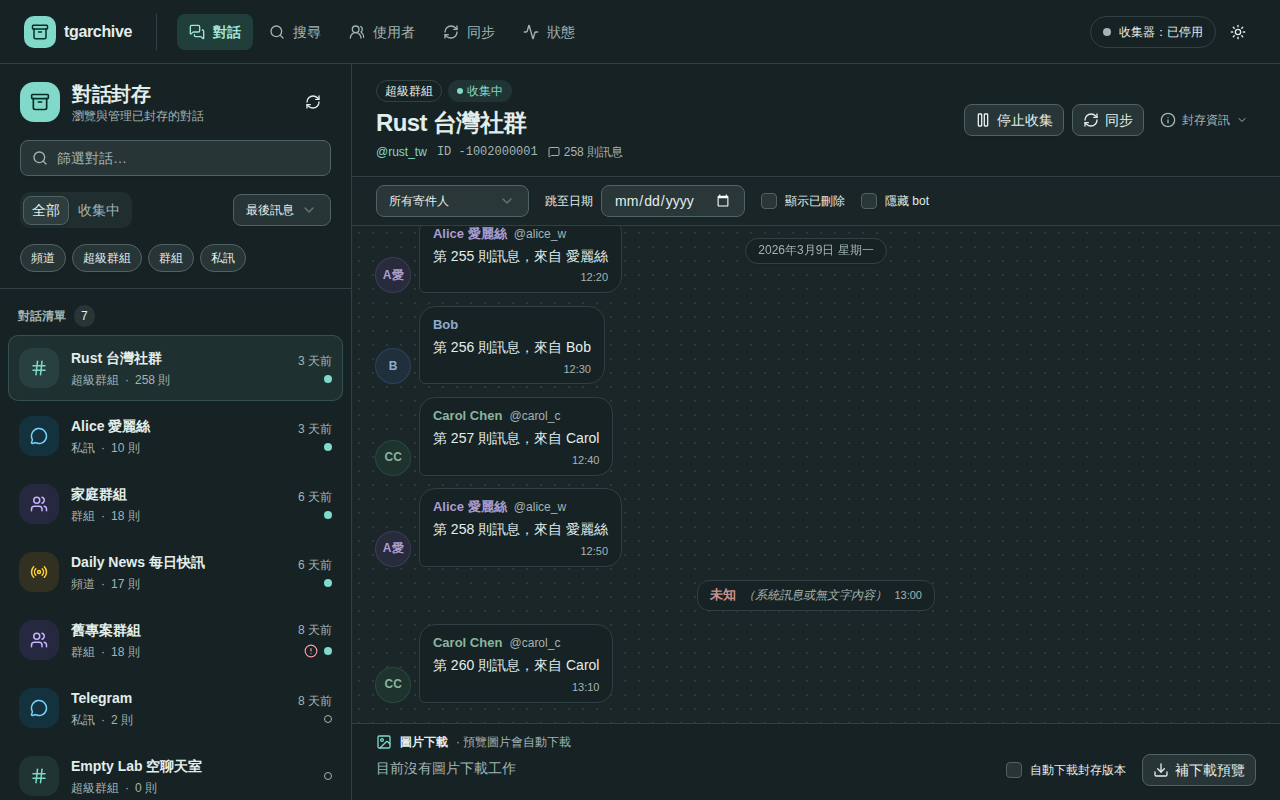 tgarchive
對話
搜尋
使用者
同步
狀態
收集器：已停用
對話封存
瀏覽與管理已封存的對話
篩選對話…
全部
收集中
最後訊息
頻道
超級群組
群組
私訊
對話清單 7
Rust 台灣社群
3 天前
超級群組 · 258 則
Alice 愛麗絲
3 天前
私訊 · 10 則
家庭群組
6 天前
群組 · 18 則
Daily News 每日快訊
6 天前
頻道 · 17 則
舊專案群組
8 天前
群組 · 18 則
Telegram
8 天前
私訊 · 2 則
Empty Lab 空聊天室
超級群組 · 0 則
超級群組
收集中
Rust 台灣社群
@rust_tw ID -1002000001 258 則訊息
停止收集
同步
封存資訊
所有寄件人
跳至日期
mm/dd/yyyy
顯示已刪除
隱藏 bot
2026年3月9日 星期一
A愛
Alice 愛麗絲 @alice_w
第 255 則訊息，來自 愛麗絲
12:20
B
Bob
第 256 則訊息，來自 Bob
12:30
CC
Carol Chen @carol_c
第 257 則訊息，來自 Carol
12:40
A愛
Alice 愛麗絲 @alice_w
第 258 則訊息，來自 愛麗絲
12:50
未知 （系統訊息或無文字內容） 13:00
CC
Carol Chen @carol_c
第 260 則訊息，來自 Carol
13:10
圖片下載 · 預覽圖片會自動下載
目前沒有圖片下載工作
自動下載封存版本
補下載預覽